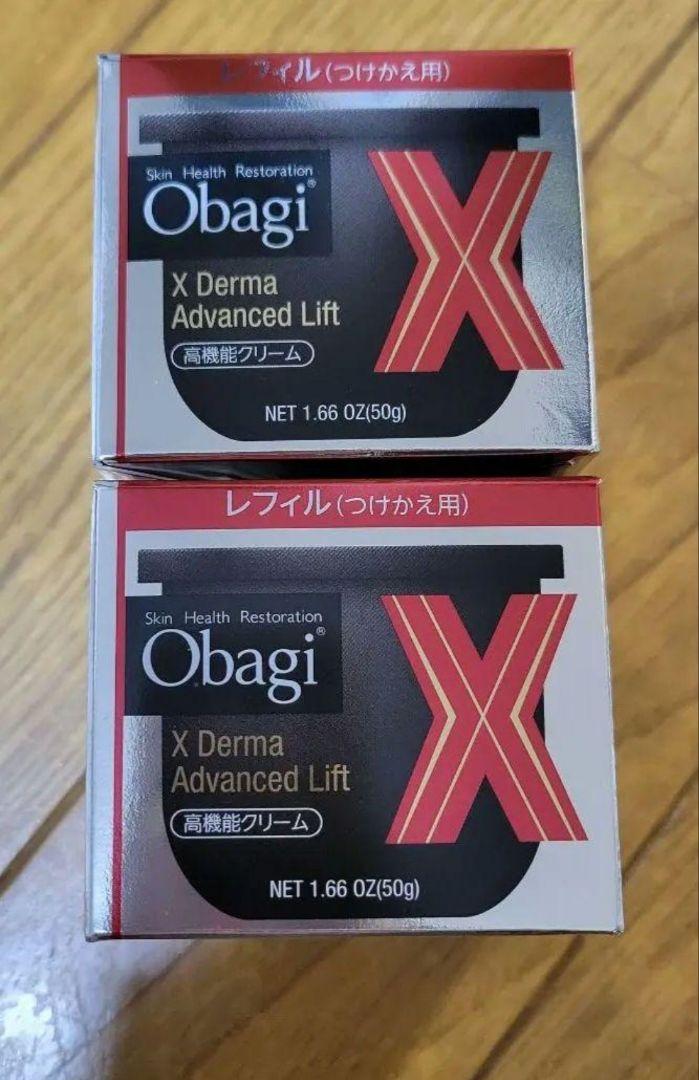 レフィル(つけかえ用)
Skin Health Restoration
Obagi®
X
X Derma
Advanced Lift
高機能クリーム
NET 1.66 OZ(50g)
レフィル(つけかえ用)
Skin Health Restoration
Obagi®
X
X Derma
Advanced Lift
高機能クリーム
NET 1.66 OZ(50g)